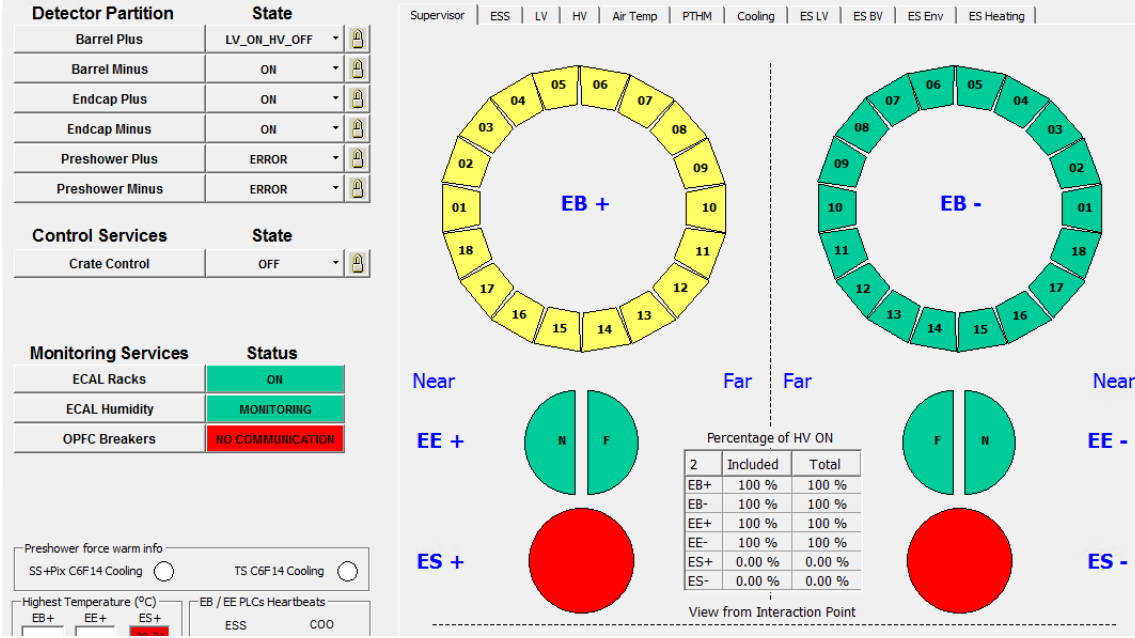 Detector Partition State
Barrel Plus LV_ON_HV_OFF
Barrel Minus ON
Endcap Plus ON
Endcap Minus ON
Preshower Plus ERROR
Preshower Minus ERROR
Control Services State
Crate Control OFF
Monitoring Services Status
ECAL Racks ON
ECAL Humidity MONITORING
OPFC Breakers NO COMMUNICATION
Preshower force warm info
SS+Pix C6F14 Cooling TS C6F14 Cooling
Highest Temperature (°C)
EB+ EE+ ES+
EB / EE PLCs Heartbeats
ESS COO
Supervisor ESS LV HV Air Temp PTHM Cooling ES LV ES BV ES Env ES Heating
05 06
04 07
03 08
02 09
01 EB + 10
18 11
17 12
16 13
15 14
06 05
07 04
08 03
09 02
10 EB - 01
11 18
12 17
13 16
14 15
Near Far Far Near
EE + N F F N EE -
Percentage of HV ON
2 Included Total
EB+ 100 % 100 %
EB- 100 % 100 %
EE+ 100 % 100 %
EE- 100 % 100 %
ES+ 0.00 % 0.00 %
ES- 0.00 % 0.00 %
ES + ES -
View from Interaction Point